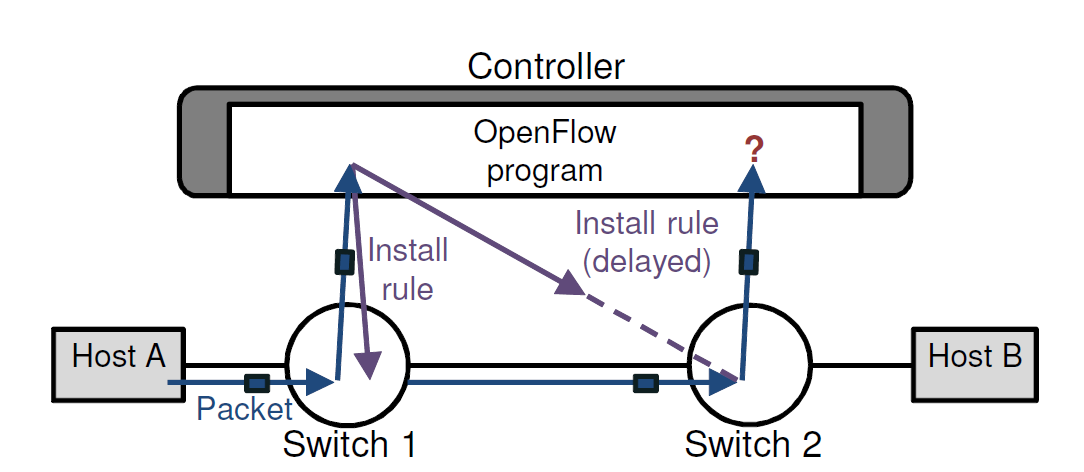 Controller
OpenFlow
program
?
Install rule
(delayed)
Install
rule
Host A
Host B
Packet
Switch 1
Switch 2